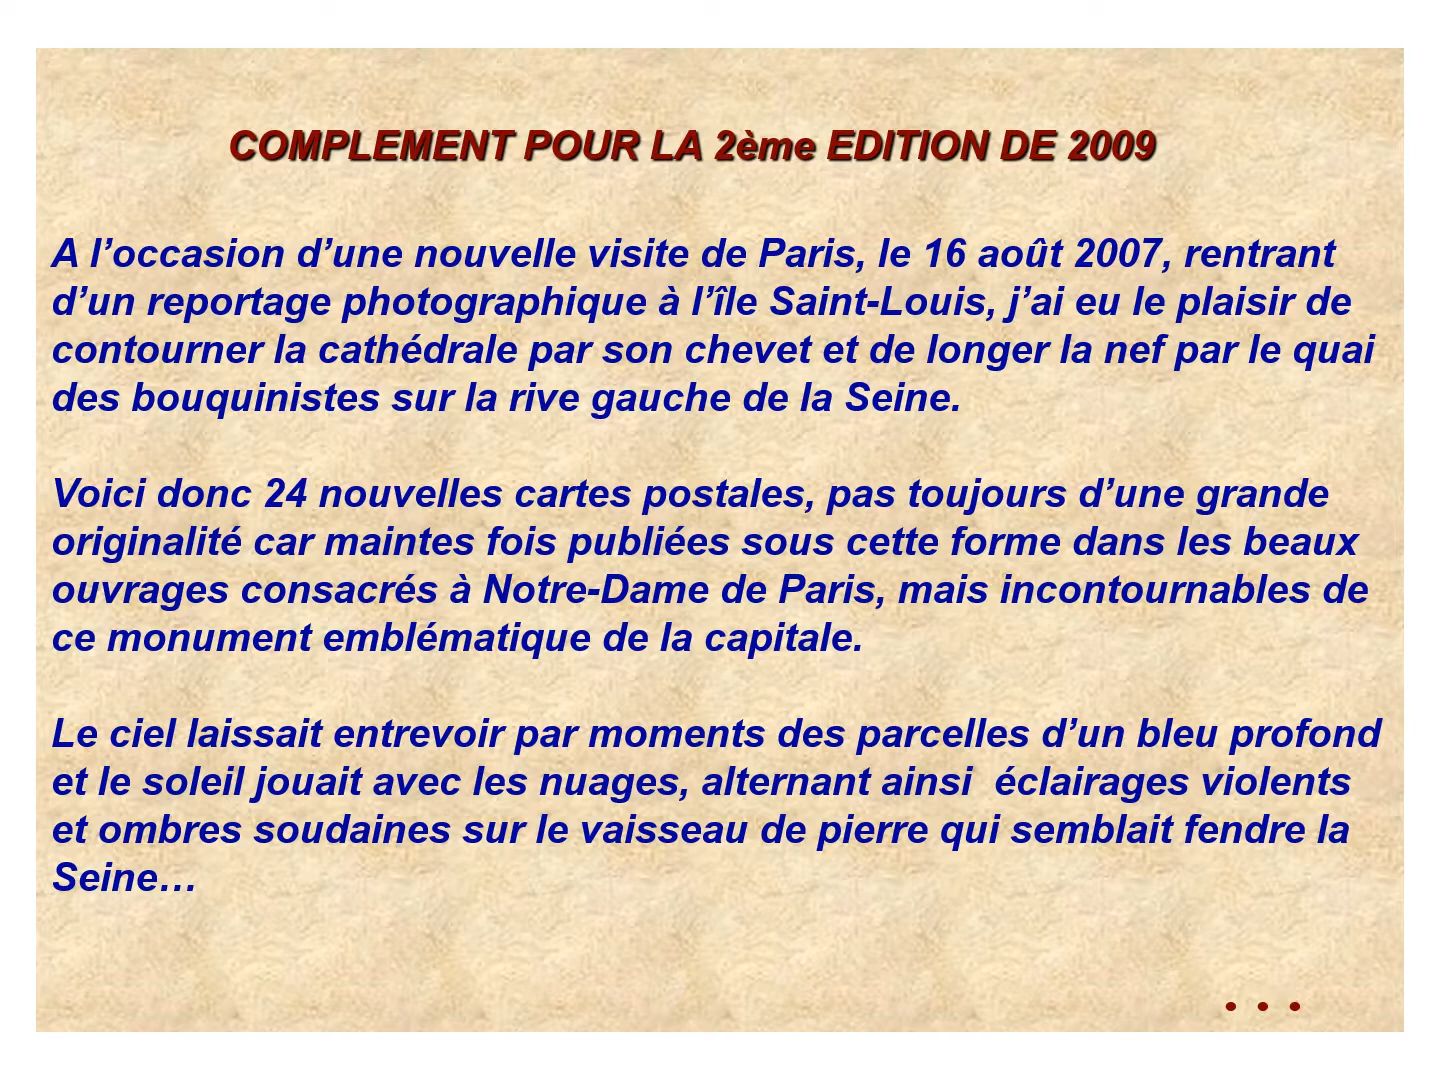 COMPLEMENT POUR LA 2ème EDITION DE 2009
A l’occasion d’une nouvelle visite de Paris, le 16 août 2007, rentrant
d’un reportage photographique à l’île Saint-Louis, j’ai eu le plaisir de
contourner la cathédrale par son chevet et de longer la nef par le quai
des bouquinistes sur la rive gauche de la Seine.
Voici donc 24 nouvelles cartes postales, pas toujours d’une grande
originalité car maintes fois publiées sous cette forme dans les beaux
ouvrages consacrés à Notre-Dame de Paris, mais incontournables de
ce monument emblématique de la capitale.
Le ciel laissait entrevoir par moments des parcelles d’un bleu profond
et le soleil jouait avec les nuages, alternant ainsi  éclairages violents
et ombres soudaines sur le vaisseau de pierre qui semblait fendre la
Seine…
. . .